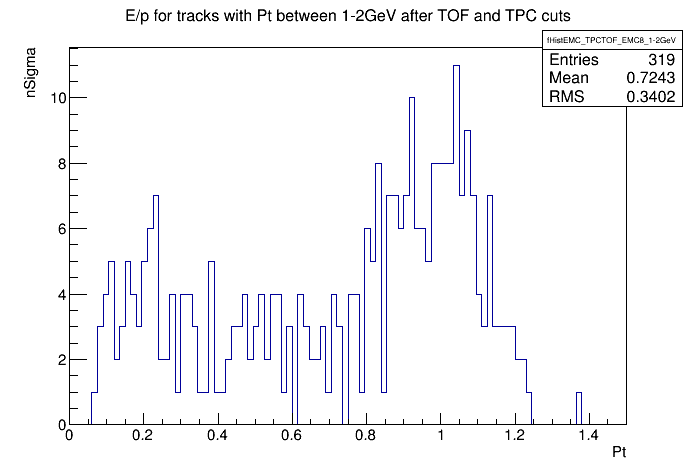 E/p for tracks with Pt between 1-2GeV after TOF and TPC cuts
fHistEMC_TPCTOF_EMC8_1-2GeV
Entries 319
Mean 0.7243
RMS 0.3402
nSigma
10
8
6
4
2
0
0 0.2 0.4 0.6 0.8 1 1.2 1.4
Pt